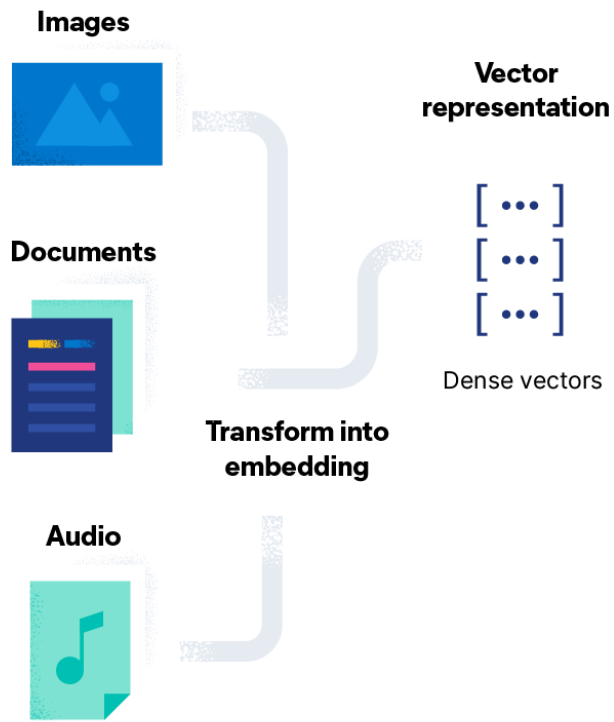 Images
Vector
representation
[ ••• ]
[ ••• ]
[ ••• ]
Dense vectors
Documents
Transform into
embedding
Audio